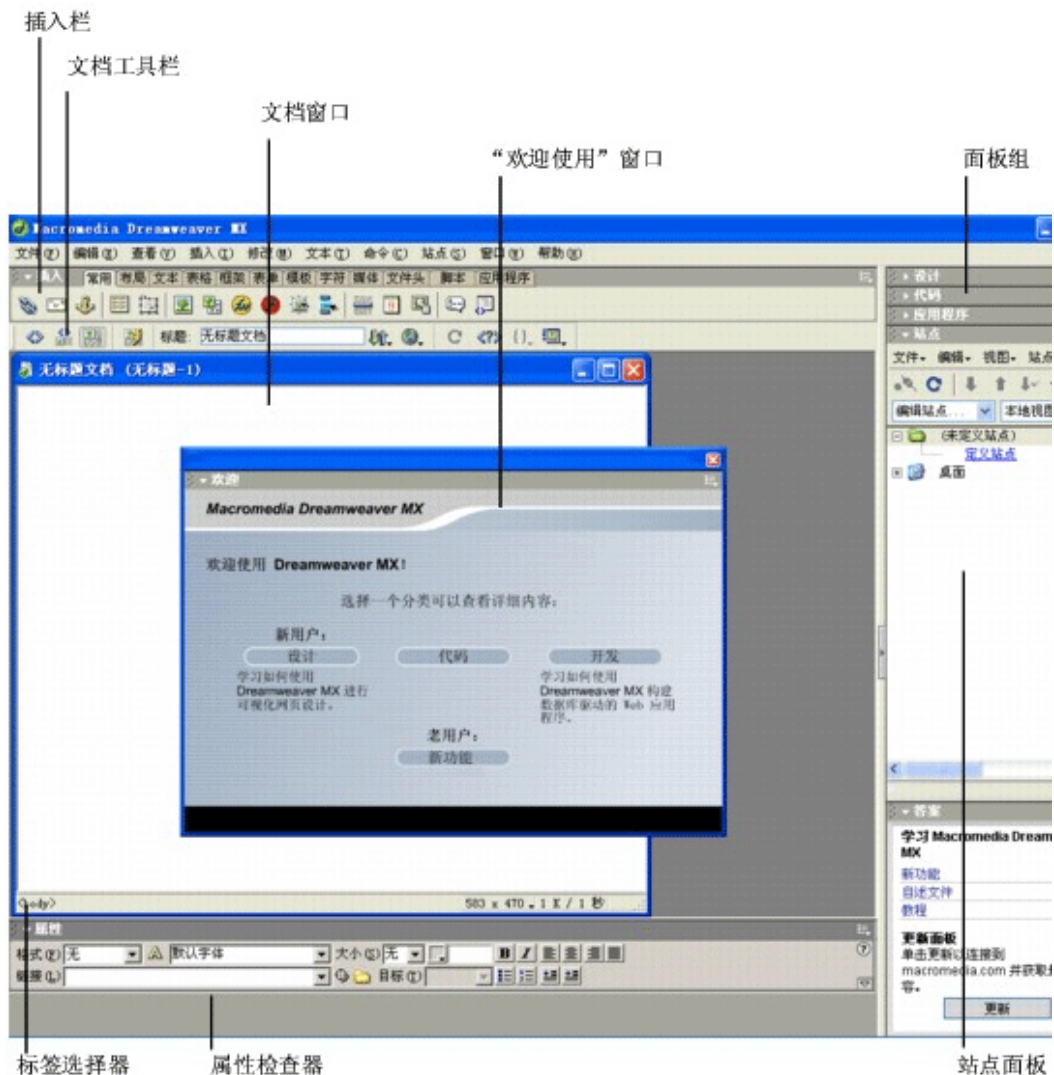 插入栏
文档工具栏
文档窗口
“欢迎使用”窗口
面板组
Macromedia Dreamweaver MX
文件(F) 编辑(E) 查看(V) 插入(I) 修改(M) 文本(T) 命令(C) 站点(S) 窗口(W) 帮助(H)
插入 常用 布局 文本 表格 框架 表单 模板 字符 媒体 文件头 脚本 应用程序
标题: 无标题文档
无标题文档 (无标题-1)
欢迎
Macromedia Dreamweaver MX
欢迎使用 Dreamweaver MX!
选择一个分类可以查看详细内容:
新用户:
设计 代码 开发
学习如何使用
Dreamweaver MX 进行
可视化网页设计。
学习如何使用
Dreamweaver MX 构建
数据库驱动的 Web 应用
程序。
老用户:
新功能
583 x 470 1 K / 1 秒
属性
格式(F) 无 默认字体 大小(S) 无 B I
链接(L) 目标(T)
设计
代码
应用程序
站点
文件 编辑 视图 站点
编辑站点... 本地视图
(未定义站点)
定义站点
桌面
答案
学习 Macromedia Dream
MX
新功能
自述文件
教程
更新面板
单击更新以连接到
macromedia.com 并获取
容。
更新
标签选择器
属性检查器
站点面板